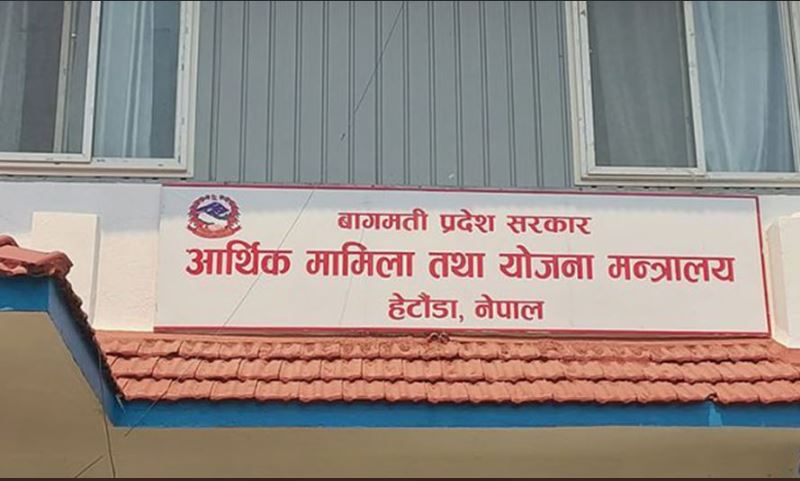 बागमती प्रदेश सरकार
आर्थिक मामिला तथा योजना मन्त्रालय
हेटौंडा, नेपाल